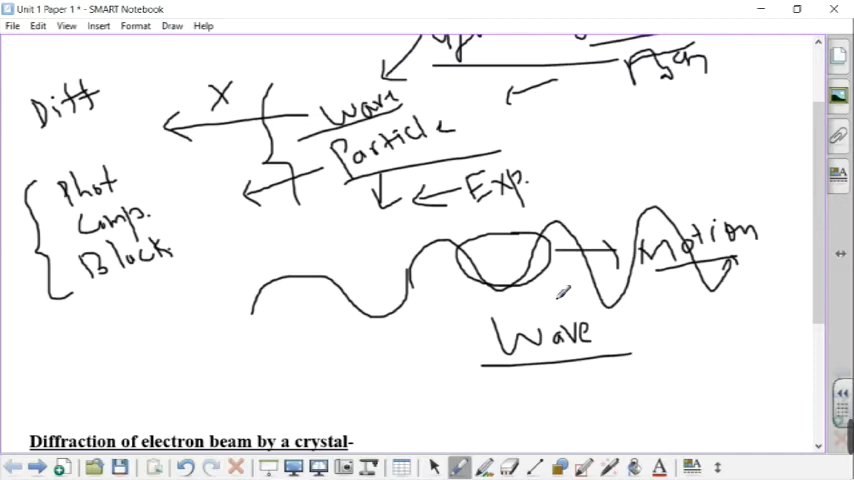 Unit 1 Paper 1 * - SMART Notebook
File Edit View Insert Format Draw Help
Diff
X
Wave
Particle
Exp.
Phot
Comp.
Block.
Motion
Wave
Diffraction of electron beam by a crystal-